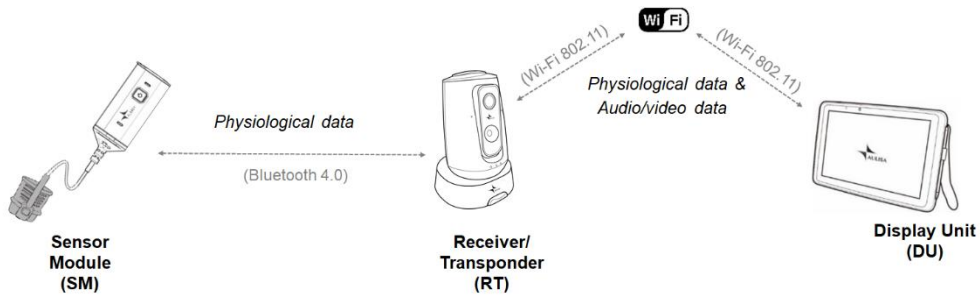 Wi Fi
(Wi-Fi 802.11)
(Wi-Fi 802.11)
Physiological data &
Audio/video data
Physiological data
(Bluetooth 4.0)
AULISA
Sensor
Module
(SM)
Receiver/
Transponder
(RT)
Display Unit
(DU)